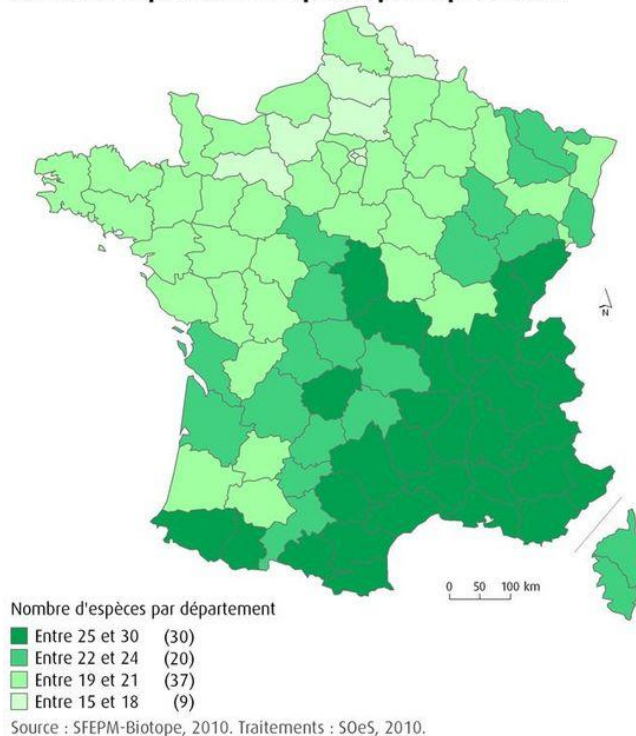 N
0 50 100 km
Nombre d'espèces par département
Entre 25 et 30 (30)
Entre 22 et 24 (20)
Entre 19 et 21 (37)
Entre 15 et 18 (9)
Source : SFEPM-Biotope, 2010. Traitements : SOeS, 2010.